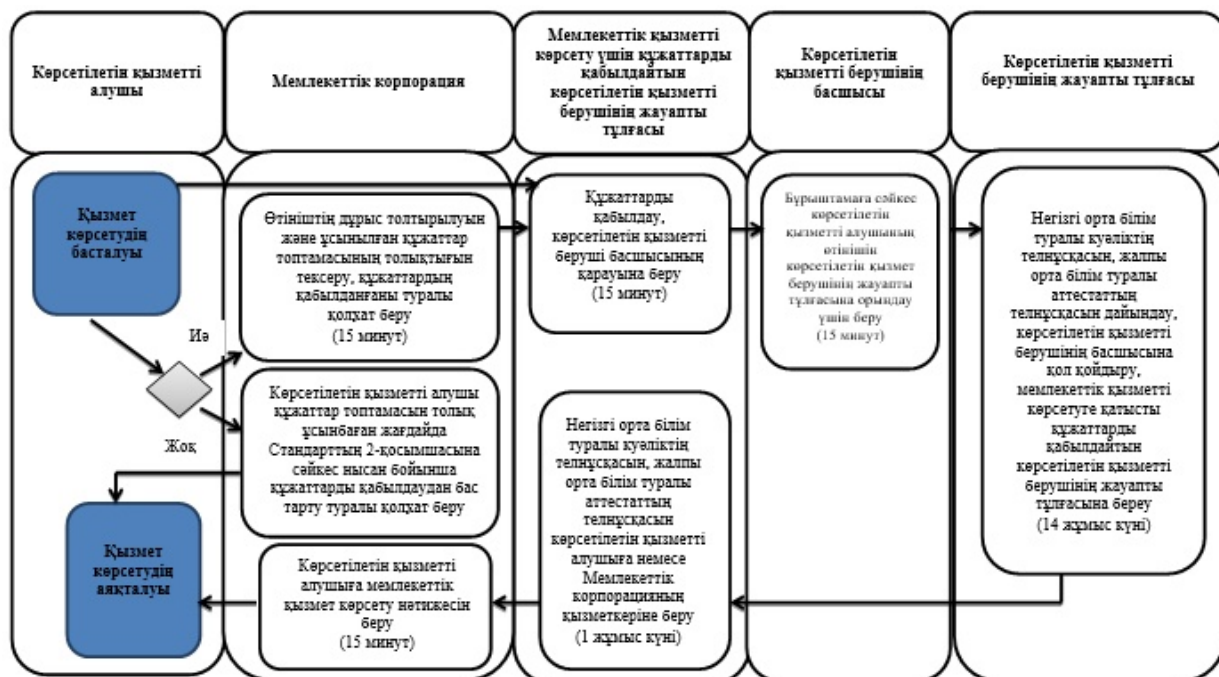 Көрсетілетін қызметті
алушы
Мемлекеттік корпорация
Мемлекеттік қызметті
көрсету үшін құжаттарды
қабылдайтын
көрсетілетін қызметті
берушінің жауапты
тұлғасы
Көрсетілетін
қызметті берушінің
басшысы
Көрсетілетін қызметті
берушінің жауапты тұлғасы
Қызмет
көрсетудің
басталуы
Иә
Жоқ
Қызмет
көрсетудің
аяқталуы
Өтініштің дұрыс толтырылуын
және ұсынылған құжаттар
топтамасының толықтығын
тексеру, құжаттардың
қабылданғаны туралы
қолхат беру
(15 минут)
Көрсетілетін қызметті алушы
құжаттар топтамасын толық
ұсынбаған жағдайда
Стандарттың 2-қосымшасына
сәйкес нысан бойынша
құжаттарды қабылдаудан бас
тарту туралы қолхат беру
Көрсетілетін қызметті
алушыға мемлекеттік
қызмет көрсету нәтижесін
беру
(15 минут)
Құжаттарды
қабылдау,
көрсетілетін қызметті
беруші басшысының
қарауына беру
(15 минут)
Негізгі орта білім
туралы куәліктің
телнұсқасын, жалпы
орта білім туралы
аттестаттың
телнұсқасын
көрсетілетін қызметті
алушыға немесе
Мемлекеттік
корпорацияның
қызметкеріне беру
(1 жұмыс күні)
Бұрыштамаға сәйкес
көрсетілетін
қызметті алушының
өтінішін
көрсетілетін қызмет
берушінің жауапты
тұлғасына орындау
үшін беру
(15 минут)
Негізгі орта білім
туралы куәліктің
телнұсқасын, жалпы
орта білім туралы
аттестаттың
телнұсқасын дайындау,
көрсетілетін қызметті
берушінің басшысына
қол қойдыру,
мемлекеттік қызметті
көрсетуге қатысты
құжаттарды
қабылдайтын
көрсетілетін қызметті
берушінің жауапты
тұлғасына береу
(14 жұмыс күні)